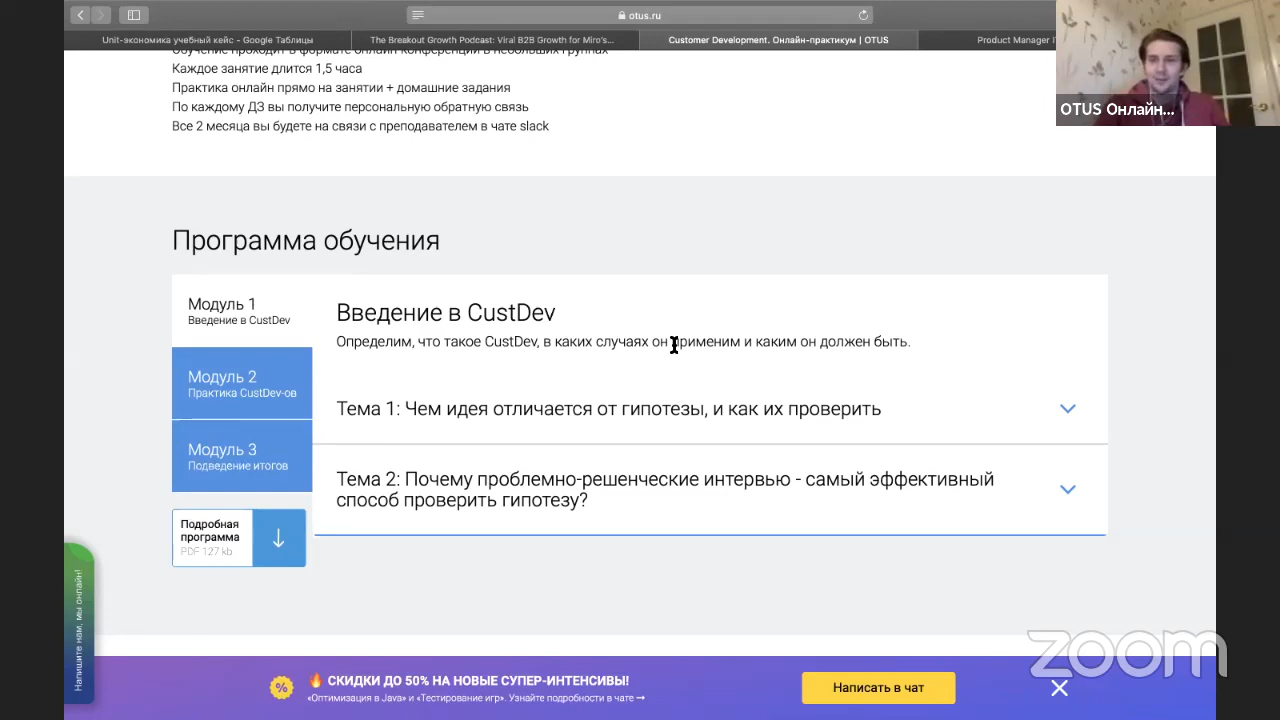 otus.ru
Unit-экономика учебный кейс - Google Таблицы
The Breakout Growth Podcast: Viral B2B Growth for Miro's...
Customer Development. Онлайн-практикум | OTUS
Product Manager I
OTUS Онлайн...
Обучение проходит в формате онлайн конференции в небольших группах
Каждое занятие длится 1,5 часа
Практика онлайн прямо на занятии + домашние задания
По каждому ДЗ вы получите персональную обратную связь
Все 2 месяца вы будете на связи с преподавателем в чате slack
Программа обучения
Модуль 1
Введение в CustDev
Модуль 2
Практика CustDev-ов
Модуль 3
Подведение итогов
Подробная
программа
PDF 127 kb
Введение в CustDev
Определим, что такое CustDev, в каких случаях он применим и каким он должен быть.
Тема 1: Чем идея отличается от гипотезы, и как их проверить
Тема 2: Почему проблемно-решенческие интервью - самый эффективный
способ проверить гипотезу?
Напишите нам, мы онлайн!
%
СКИДКИ ДО 50% НА НОВЫЕ СУПЕР-ИНТЕНСИВЫ!
«Оптимизация в Java» и «Тестирование игр». Узнайте подробности в чате →
Написать в чат
zoom